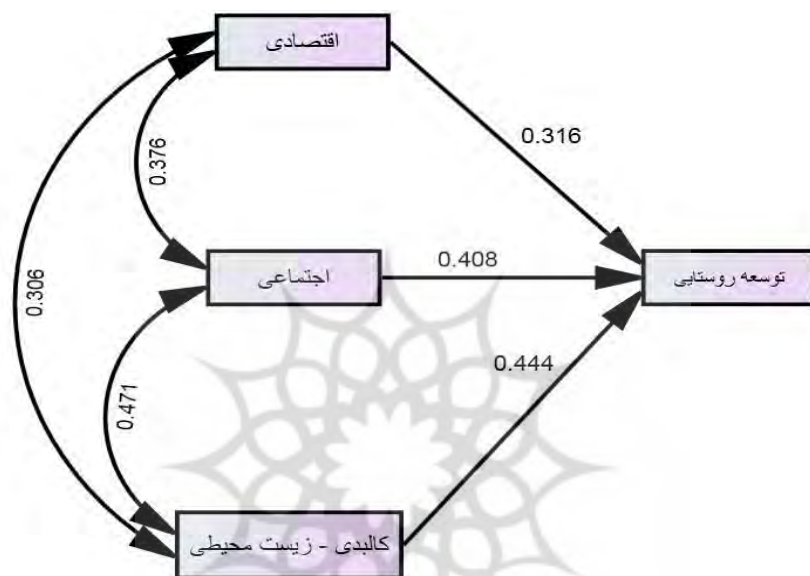 اقتصادی
0.316
0.376
0.306
اجتماعی
0.408
توسعه روستایی
0.444
0.471
کالبدی - زیست محیطی